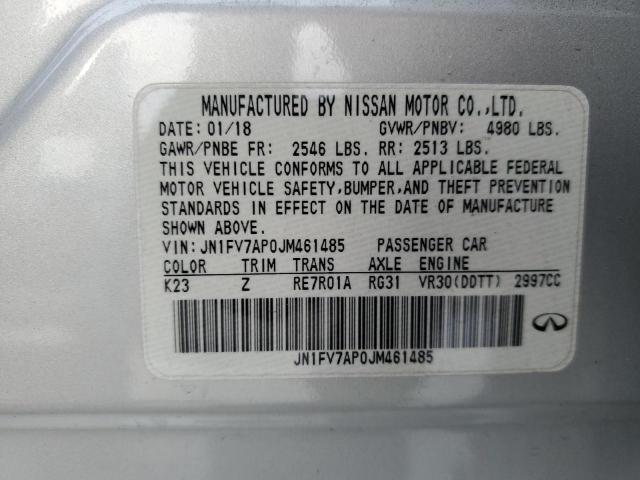 MANUFACTURED BY NISSAN MOTOR CO.,LTD.
DATE: 01/18 GVWR/PNBV: 4980 LBS.
GAWR/PNBE FR: 2546 LBS. RR: 2513 LBS.
THIS VEHICLE CONFORMS TO ALL APPLICABLE FEDERAL
MOTOR VEHICLE SAFETY,BUMPER,AND THEFT PREVENTION
STANDARDS IN EFFECT ON THE DATE OF MANUFACTURE
SHOWN ABOVE.
VIN: JN1FV7AP0JM461485 PASSENGER CAR
COLOR TRIM TRANS AXLE ENGINE
K23 Z RE7R01A RG31 VR30(DDTT) 2997CC
JN1FV7AP0JM461485